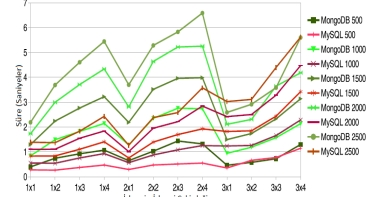 7
6
5
4
3
2
1
0
Süre (Saniyeler)
1x1 1x2 1x3 1x4 2x1 2x2 2x3 2x4 3x1 3x2 3x3 3x4
MongoDB 500
MySQL 500
MongoDB 1000
MySQL 1000
MongoDB 1500
MySQL 1500
MongoDB 2000
MySQL 2000
MongoDB 2500
MySQL 2500